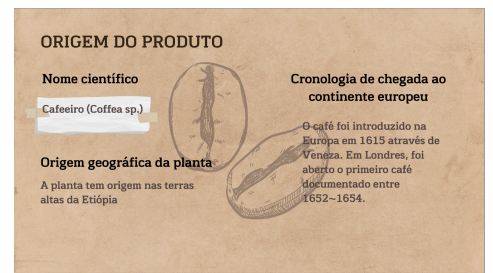 ORIGEM DO PRODUTO
Nome científico
Cafeeiro (Coffea sp.)
Origem geográfica da planta
A planta tem origem nas terras
altas da Etiópia
Cronologia de chegada ao
continente europeu
O café foi introduzido na
Europa em 1615 através de
Veneza. Em Londres, foi
aberto o primeiro café
documentado entre
1652~1654.